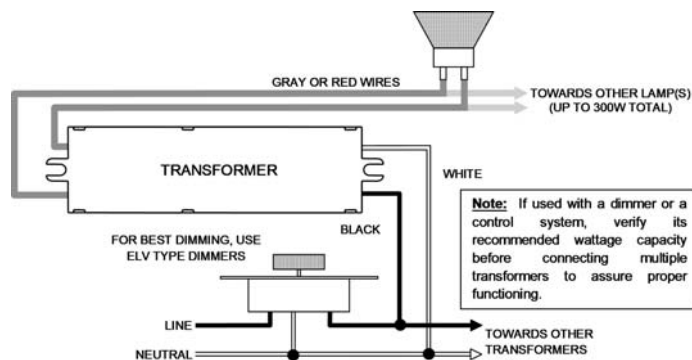 GRAY OR RED WIRES
TOWARDS OTHER LAMP(S)
(UP TO 300W TOTAL)
TRANSFORMER
WHITE
BLACK
Note: If used with a dimmer or a
control system, verify its
recommended wattage capacity
before connecting multiple
transformers to assure proper
functioning.
FOR BEST DIMMING, USE
ELV TYPE DIMMERS
LINE
NEUTRAL
TOWARDS OTHER
TRANSFORMERS